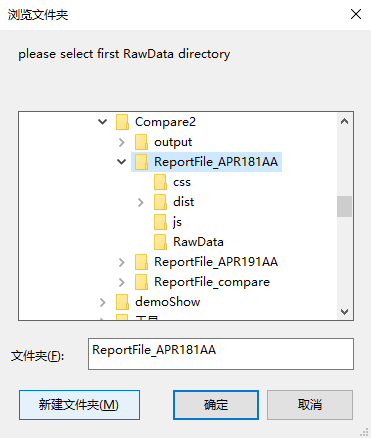 浏览文件夹
please select first RawData directory
Compare2
output
ReportFile_APR181AA
css
dist
js
RawData
ReportFile_APR191AA
ReportFile_compare
demoShow
文件夹(F):
ReportFile_APR181AA
新建文件夹(M)
确定
取消